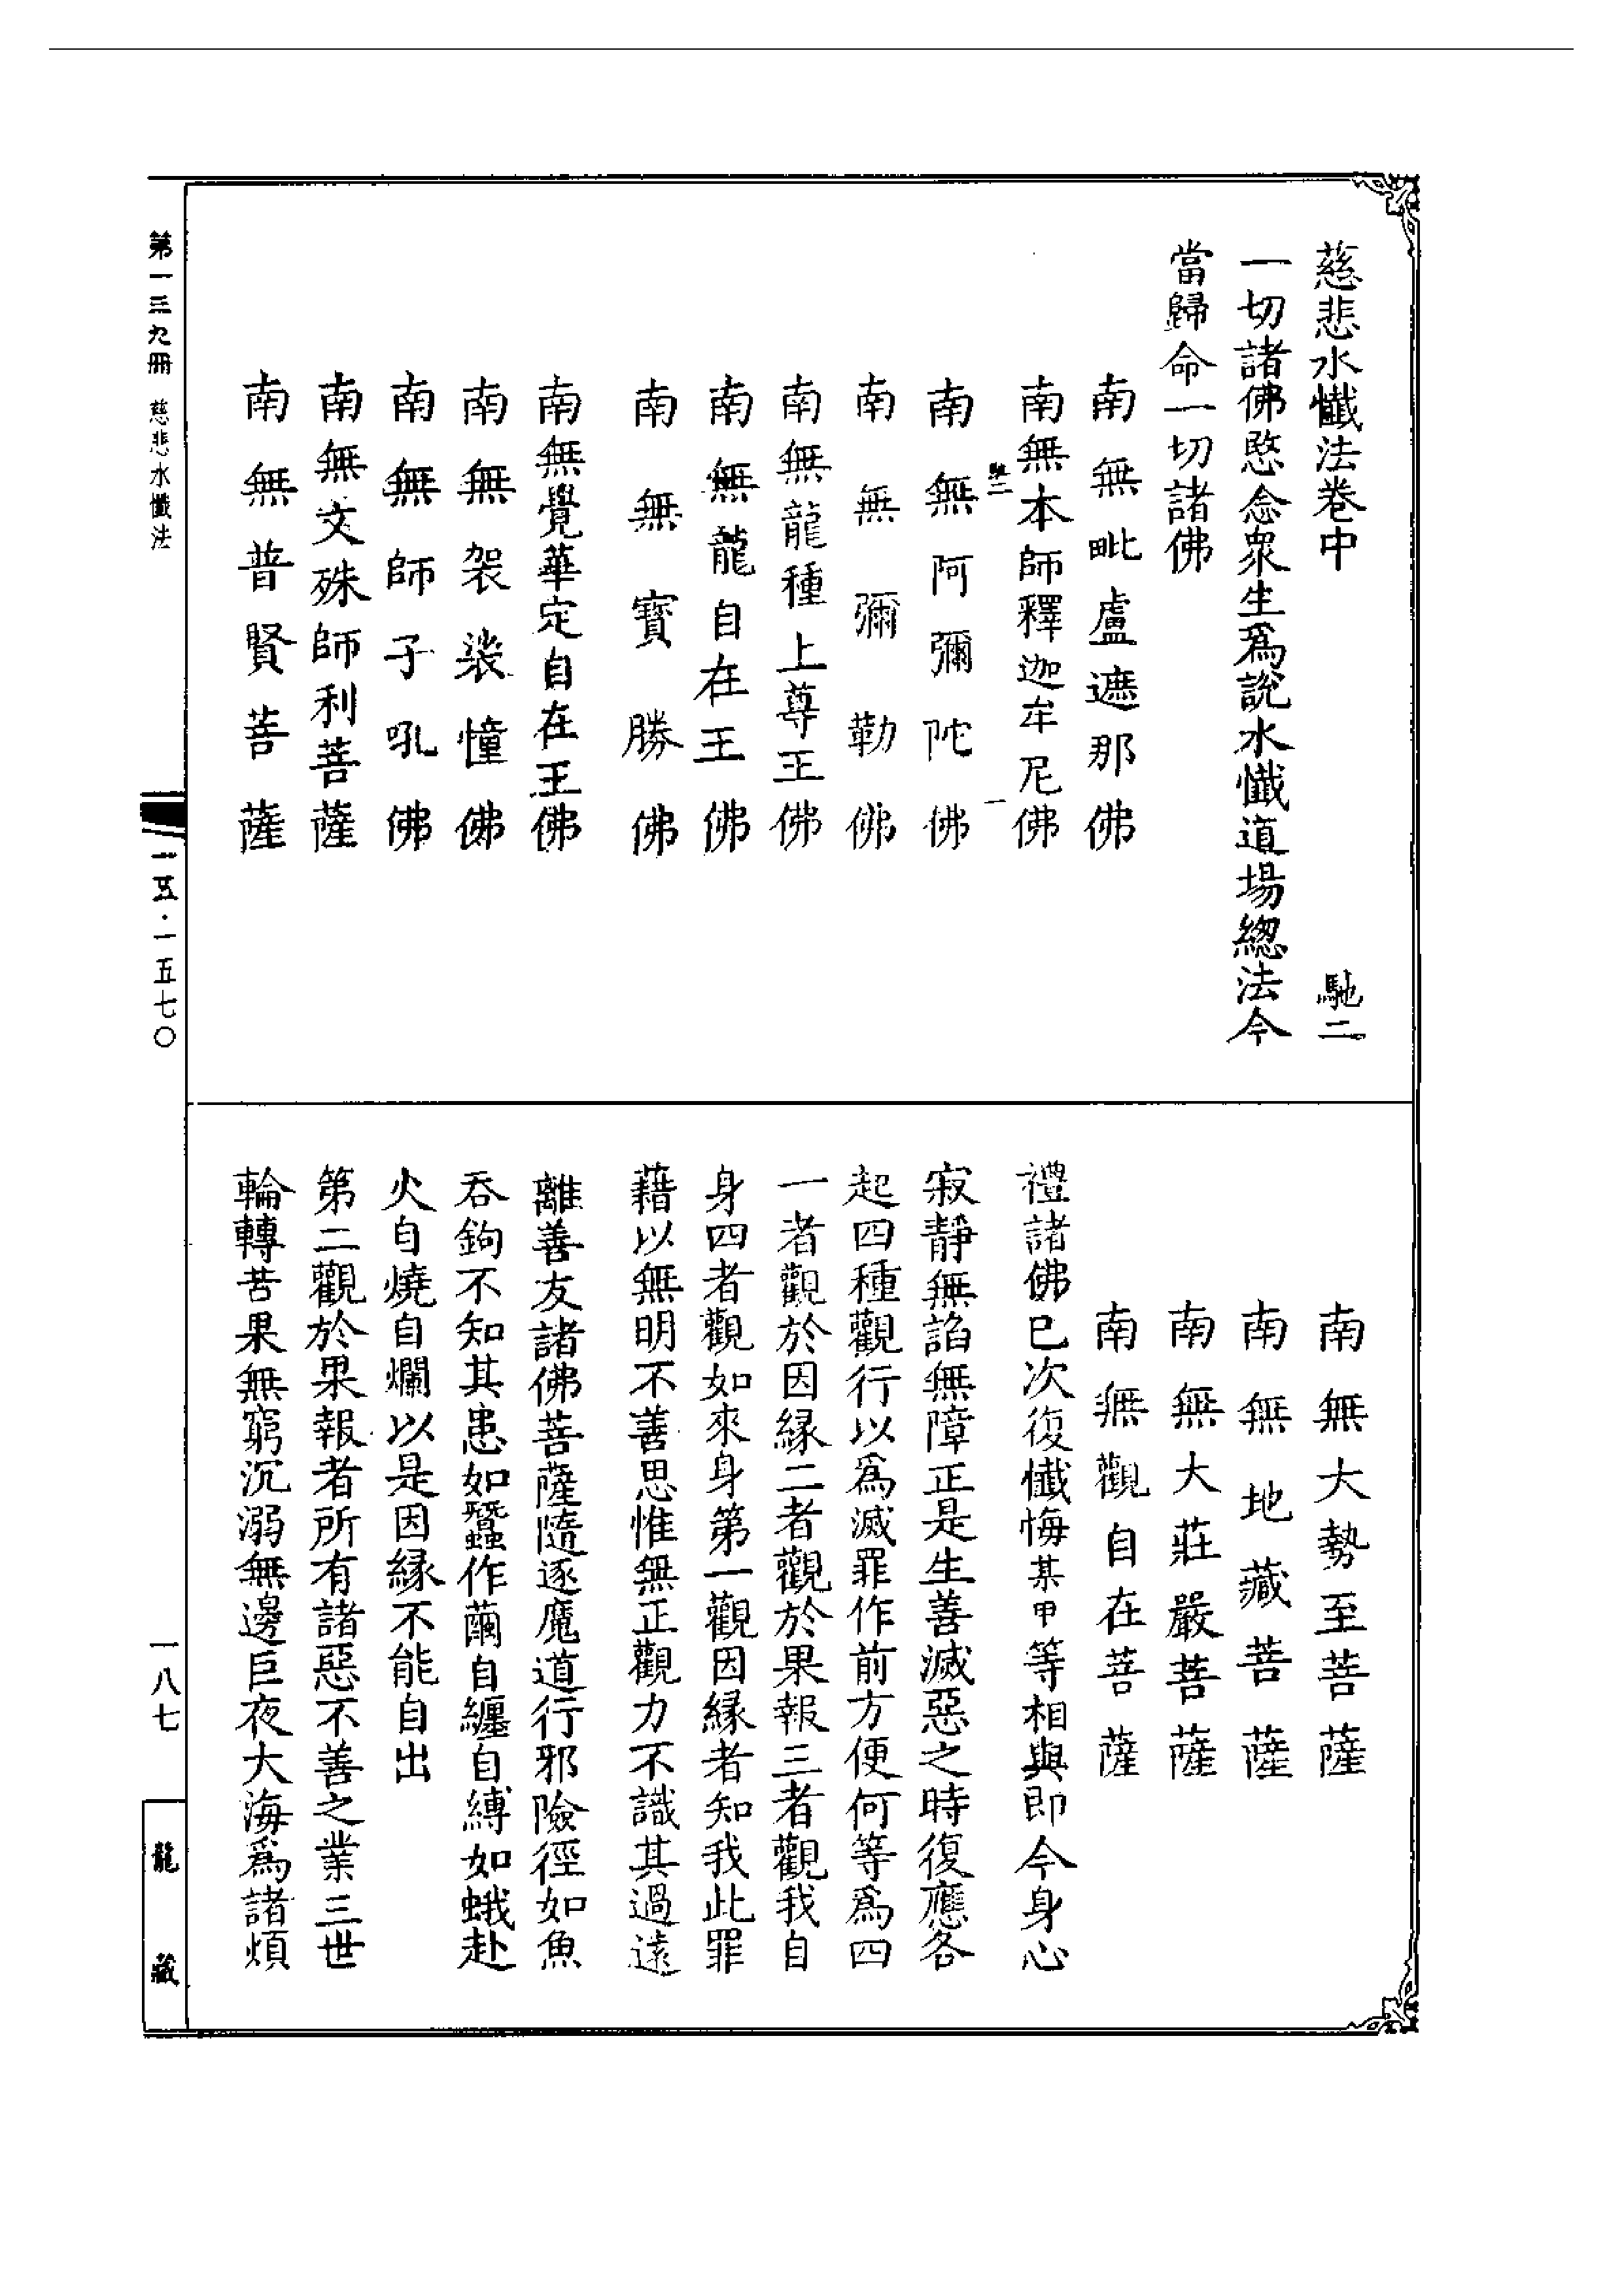 慈悲水懺法卷中　馳二
一切諸佛愍念衆生爲說水懺道場總法今
當歸命一切諸佛
南無毗盧遮那佛
南無本師釋迦牟尼佛
馳二　一
南無阿彌陀佛
南無彌勒佛
南無龍種上尊王佛
南無龍自在王佛
南無寶勝佛
南無覺華定自在王佛
南無袈裟幢佛
南無師子吼佛
南無文殊師利菩薩
南無普賢菩薩
南無大勢至菩薩
南無地藏菩薩
南無大莊嚴菩薩
南無觀自在菩薩
禮諸佛已次復懺悔某甲等相與即今身心
寂靜無諂無障正是生善滅惡之時復應各
起四種觀行以爲滅罪作前方便何等爲四
一者觀於因緣二者觀於果報三者觀我自
身四者觀如來身第一觀因緣者知我此罪
藉以無明不善思惟無正觀力不識其過遠
離善友諸佛菩薩隨逐魔道行邪險徑如魚
吞鉤不知其患如蠶作繭自纏自縛如蛾赴
火自燒自爛以是因緣不能自出
第二觀於果報者所有諸惡不善之業三世
輪轉苦果無窮沉溺無邊巨夜大海爲諸煩
第一三九冊　慈悲水懺法
一五·一五七〇
一八七
龍藏